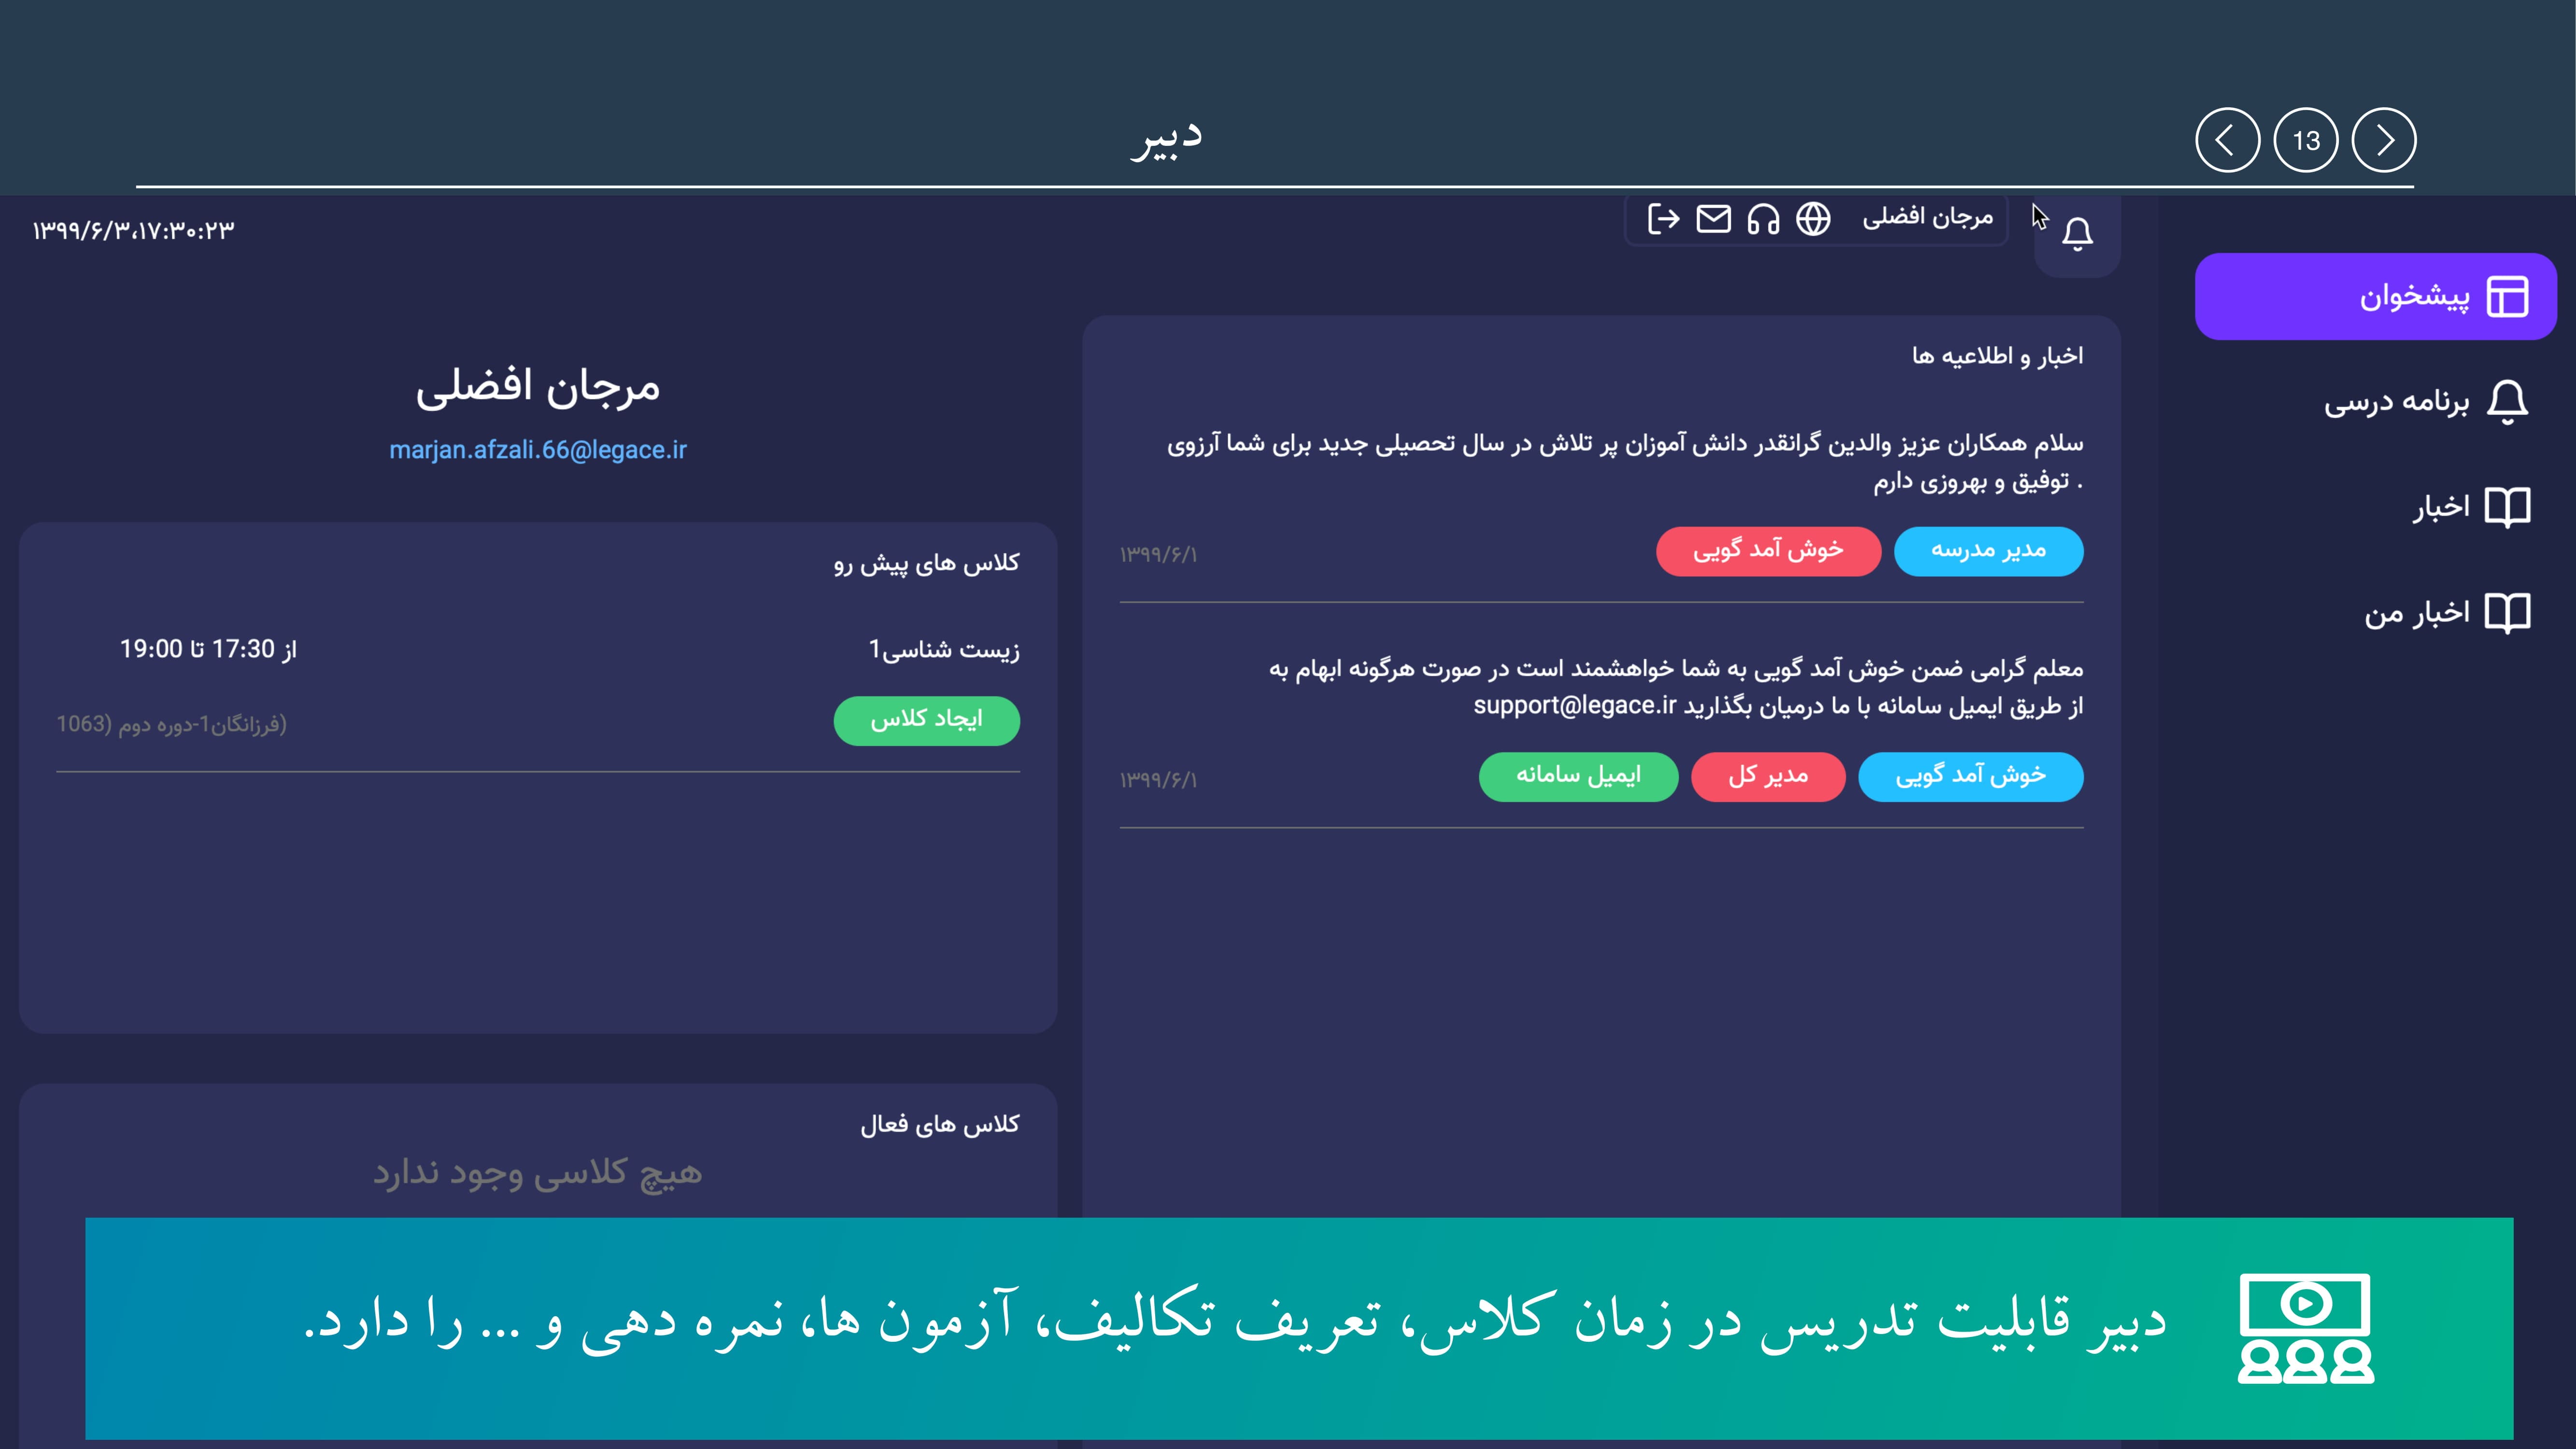 دبیر
13
۱۳۹۹/۶/۳،۱۷:۳۰:۲۳
مرجان افضلی
پیشخوان
برنامه درسی
اخبار
اخبار من
اخبار و اطلاعیه ها
سلام همکاران عزیز والدین گرانقدر دانش آموزان پر تلاش در سال تحصیلی جدید برای شما آرزوی
. توفیق و بهروزی دارم
مدیر مدرسه
خوش آمد گویی
۱۳۹۹/۶/۱
معلم گرامی ضمن خوش آمد گویی به شما خواهشمند است در صورت هرگونه ابهام به
از طریق ایمیل سامانه با ما درمیان بگذارید support@legace.ir
خوش آمد گویی
مدیر کل
ایمیل سامانه
۱۳۹۹/۶/۱
مرجان افضلی
marjan.afzali.66@legace.ir
کلاس های پیش رو
زیست شناسی1
از 17:30 تا 19:00
ایجاد کلاس
(فرزانگان1-دوره دوم (1063
کلاس های فعال
هیچ کلاسی وجود ندارد
دبیر قابلیت تدریس در زمان کلاس، تعریف تکالیف، آزمون ها، نمره دهی و ... را دارد.